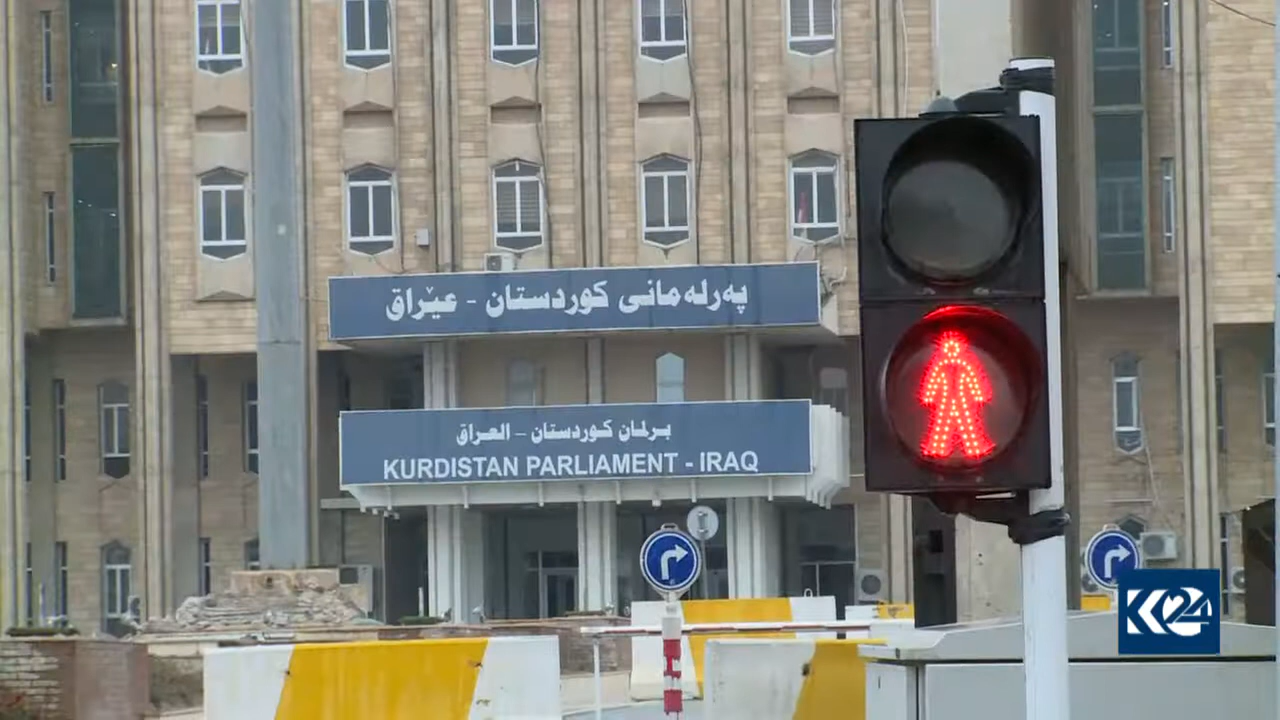 پەرلەمانی کوردستان - عێراق
برلمان كوردستان - العراق
KURDISTAN PARLIAMENT - IRAQ
K24